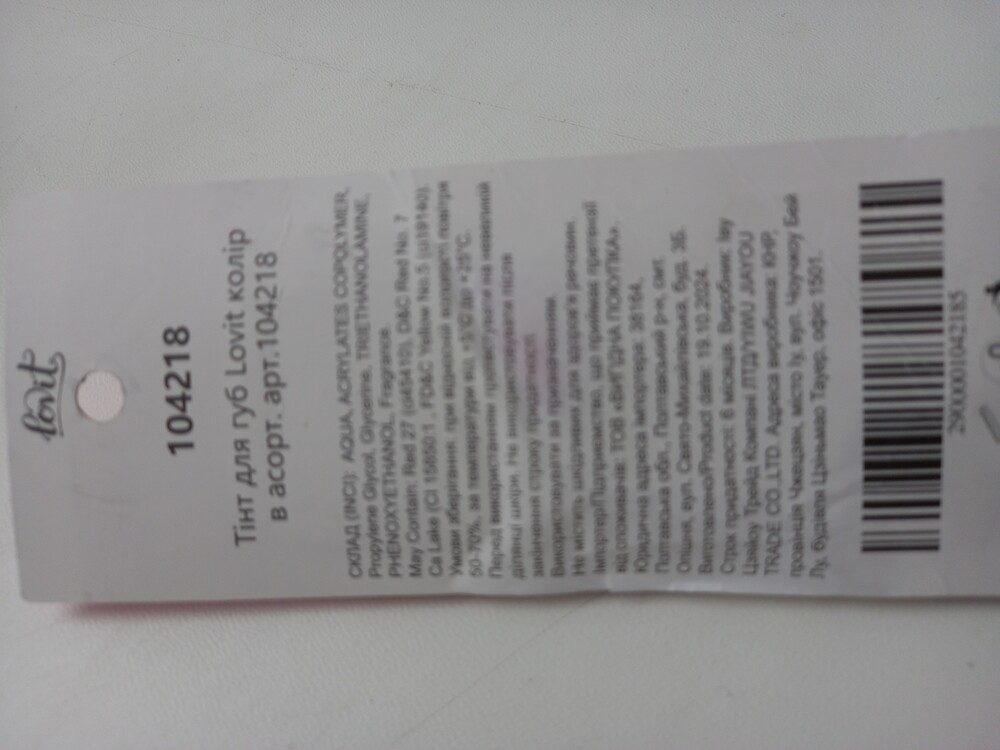 lovit
104218
Тінт для губ Lovit колір
в асорт. арт.104218
СКЛАД (INCI): AQUA, ACRYLATES COPOLYMER,
Propylene Glycol, Glycerine, TRIETHANOLAMINE,
PHENOXYETHANOL, Fragrance.
May Contain: Red 27 (ці45410), D&C Red No. 7
Ca Lake (CI 15850:1, FD&C Yellow No.5 (ці19140).
Умови зберігання: при відносній вологості повітря
50-70%, за температури від +5°С до +25°С.
Перед використанням протестувати на невеликій
ділянці шкіри. Не використовувати після
закінчення строку придатності.
Використовувати за призначенням.
Не містить шкідливих для здоров'я речовин.
Імпортер/Підприємство, що приймає претензії
від споживачів: ТОВ «ВИГІДНА ПОКУПКА».
Юридична адреса імпортера: 38164,
Полтавська обл., Полтавський р-н, смт.
Опішня, вул. Свято-Михайлівська, буд. 35.
Виготовлено/Product date: 19.10.2024.
Строк придатності: 6 місяців. Виробник: Іву
Цзяйоу Трейд Компані ЛТД/YIWU JIAYOU
TRADE CO.,LTD. Адреса виробника: КНР,
провінція Чжецзян, місто Іу, вул. Чоучжоу Бей
Лу, будівля Цзіньмао Тауер, офіс 1501.
2900001042185